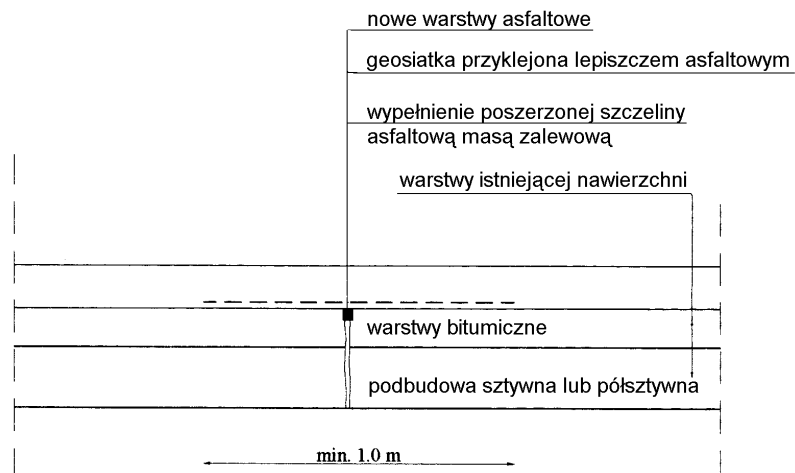 nowe warstwy asfaltowe
geosiatka przyklejona lepiszczem asfaltowym
wypełnienie poszerzonej szczeliny
asfaltową masą zalewową
warstwy istniejącej nawierzchni
warstwy bitumiczne
podbudowa sztywna lub półsztywna
min. 1.0 m